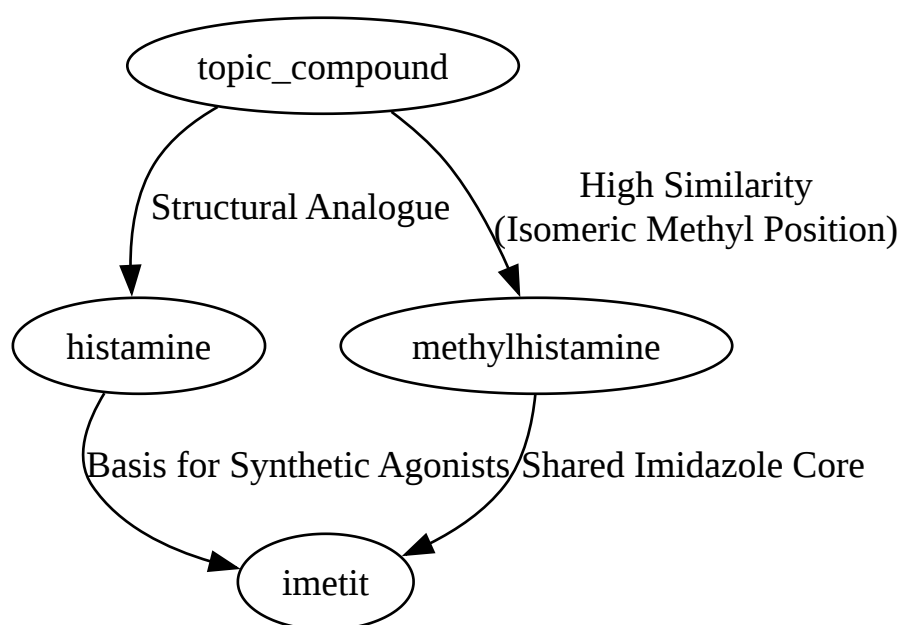 topic_compound
High Similarity
(Isomeric Methyl Position)
Structural Analogue
histamine
methylhistamine
Basis for Synthetic Agonists
Shared Imidazole Core
imetit